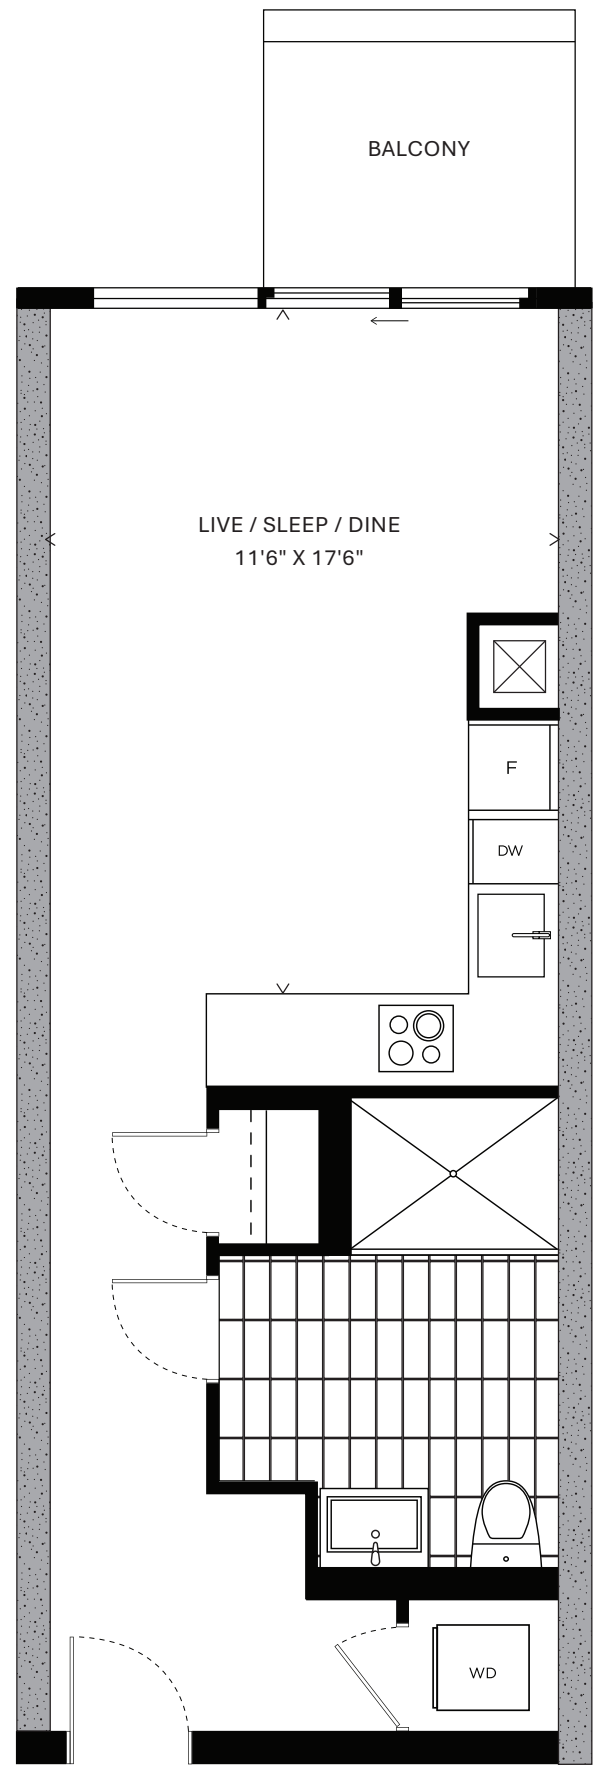 BALCONY
LIVE / SLEEP / DINE
11'6" X 17'6"
F
DW
WD